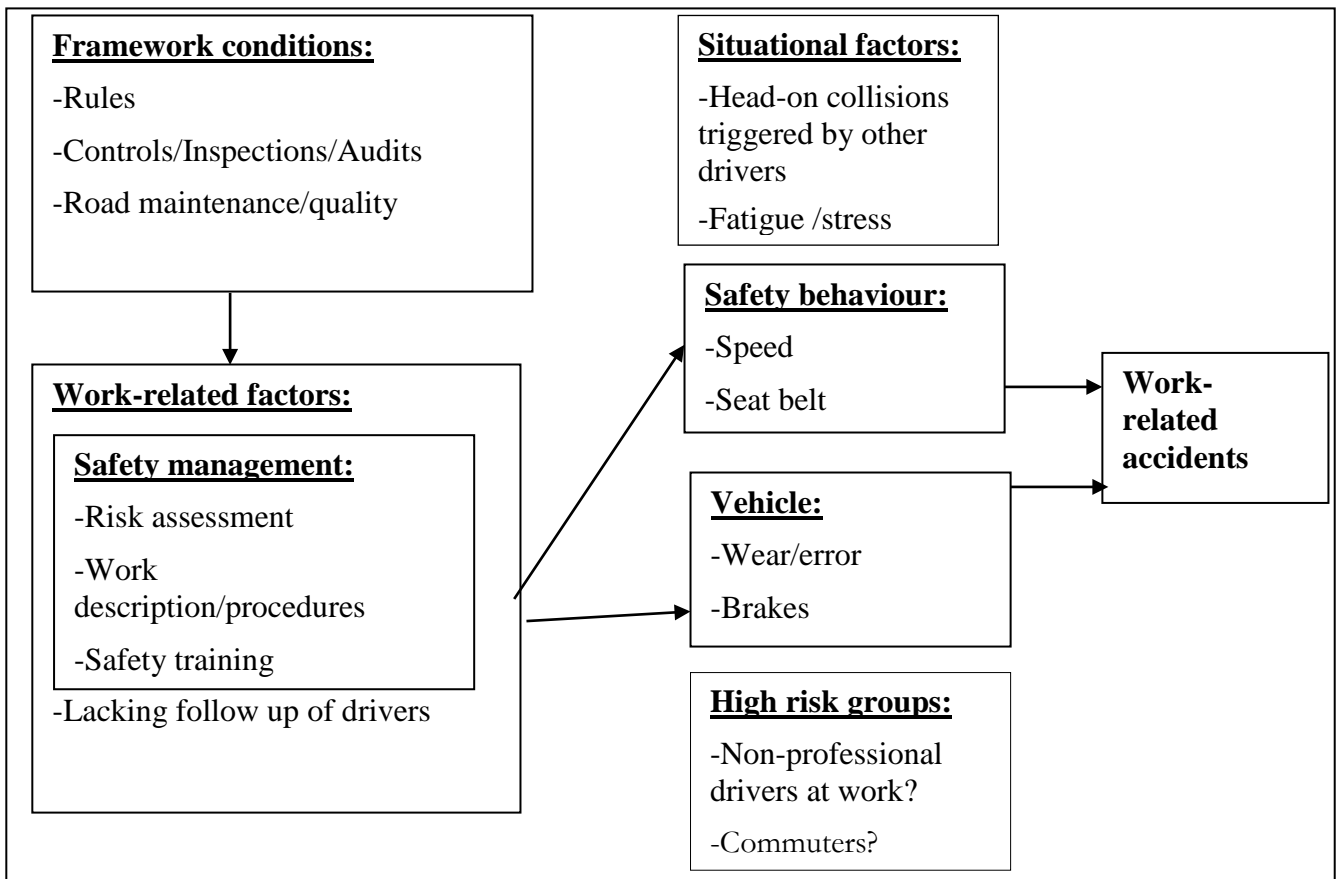 Framework conditions:
-Rules
-Controls/Inspections/Audits
-Road maintenance/quality
Work-related factors:
Safety management:
-Risk assessment
-Work
description/procedures
-Safety training
-Lacking follow up of drivers
Situational factors:
-Head-on collisions
triggered by other
drivers
-Fatigue /stress
Safety behaviour:
-Speed
-Seat belt
Vehicle:
-Wear/error
-Brakes
High risk groups:
-Non-professional
drivers at work?
-Commuters?
Work-
related
accidents